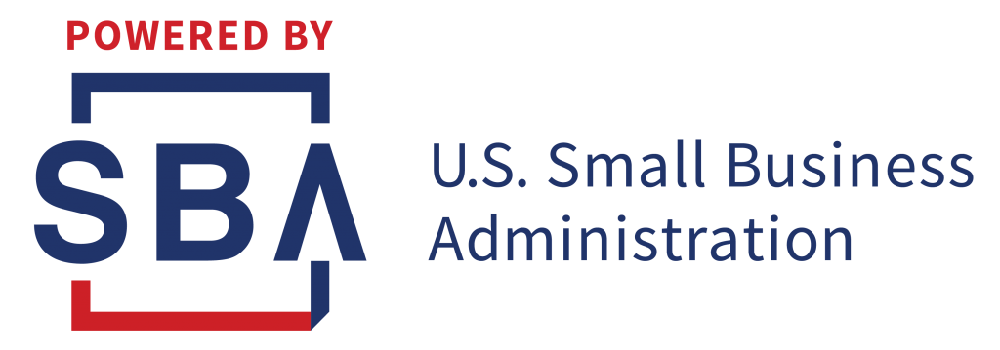 POWERED BY
SBA
U.S. Small Business
Administration